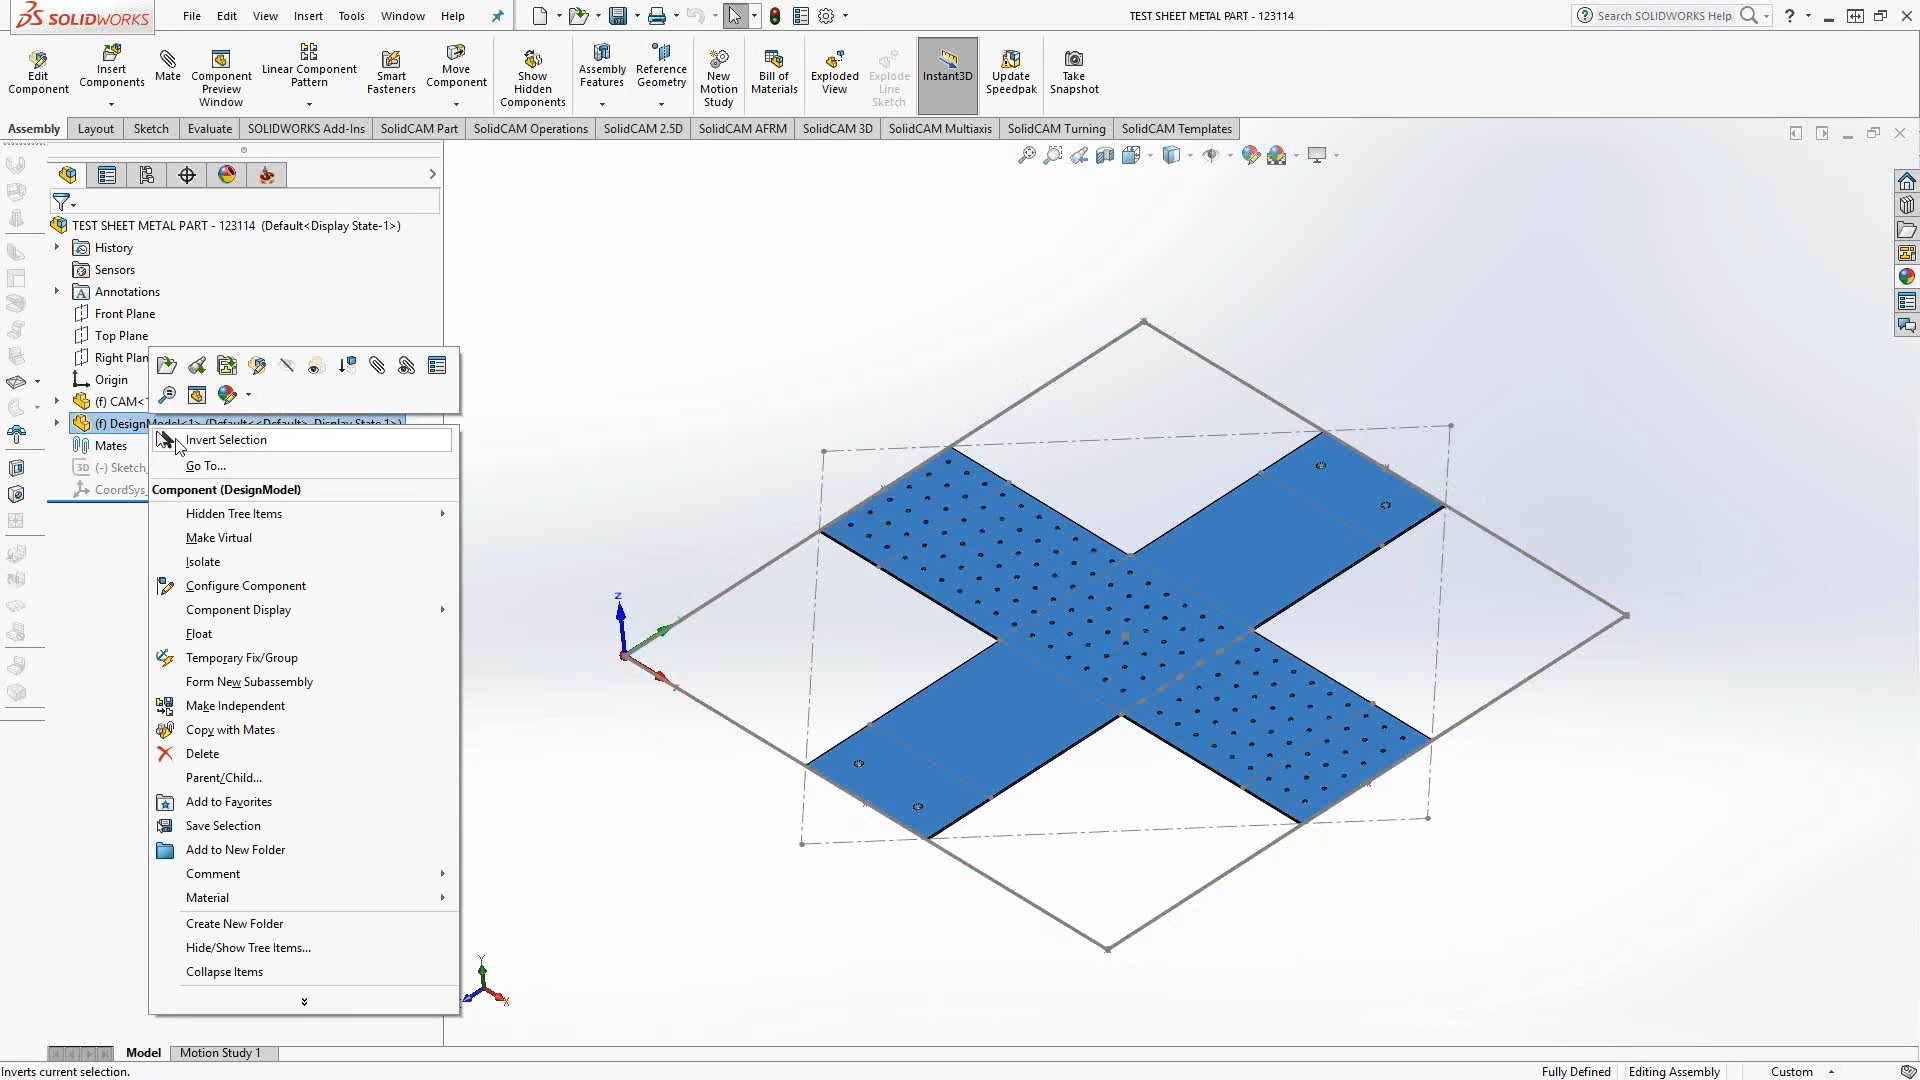 SOLIDWORKS File Edit View Insert Tools Window Help TEST SHEET METAL PART - 123114 Search SOLIDWORKS Help ?
Edit Component
Insert Components
Mate
Component Preview Window
Linear Component Pattern
Smart Fasteners
Move Component
Show Hidden Components
Assembly Features
Reference Geometry
New Motion Study
Bill of Materials
Exploded View
Explode Line Sketch
Instant3D
Update Speedpak
Take Snapshot
Assembly Layout Sketch Evaluate SOLIDWORKS Add-Ins SolidCAM Part SolidCAM Operations SolidCAM 2.5D SolidCAM AFRM SolidCAM 3D SolidCAM Multiaxis SolidCAM Turning SolidCAM Templates
TEST SHEET METAL PART - 123114 (Default<Display State-1>)
History
Sensors
Annotations
Front Plane
Top Plane
Right Plan
Origin
(f) CAM<
(f) DesignModel<1> (Default<<Default>_Display State 1>)
Mates
3D (-) Sketch
CoordSys
Invert Selection
Go To...
Component (DesignModel)
Hidden Tree Items
Make Virtual
Isolate
Configure Component
Component Display
Float
Temporary Fix/Group
Form New Subassembly
Make Independent
Copy with Mates
Delete
Parent/Child...
Add to Favorites
Save Selection
Add to New Folder
Comment
Material
Create New Folder
Hide/Show Tree Items...
Collapse Items
Z
Y
X
Model Motion Study 1
Inverts current selection. Fully Defined Editing Assembly Custom